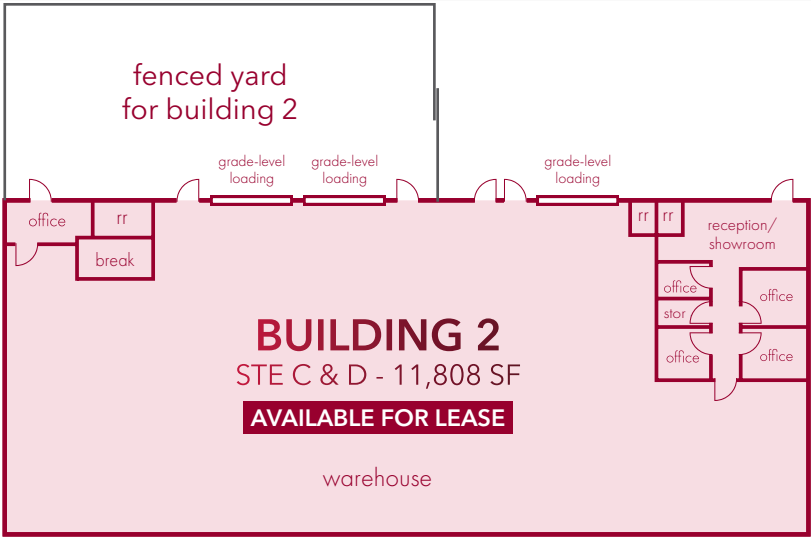 fenced yard
for building 2
grade-level
loading
grade-level
loading
grade-level
loading
office
rr
break
rr
rr
reception/
showroom
office
office
stor
office
office
BUILDING 2
STE C & D - 11,808 SF
AVAILABLE FOR LEASE
warehouse